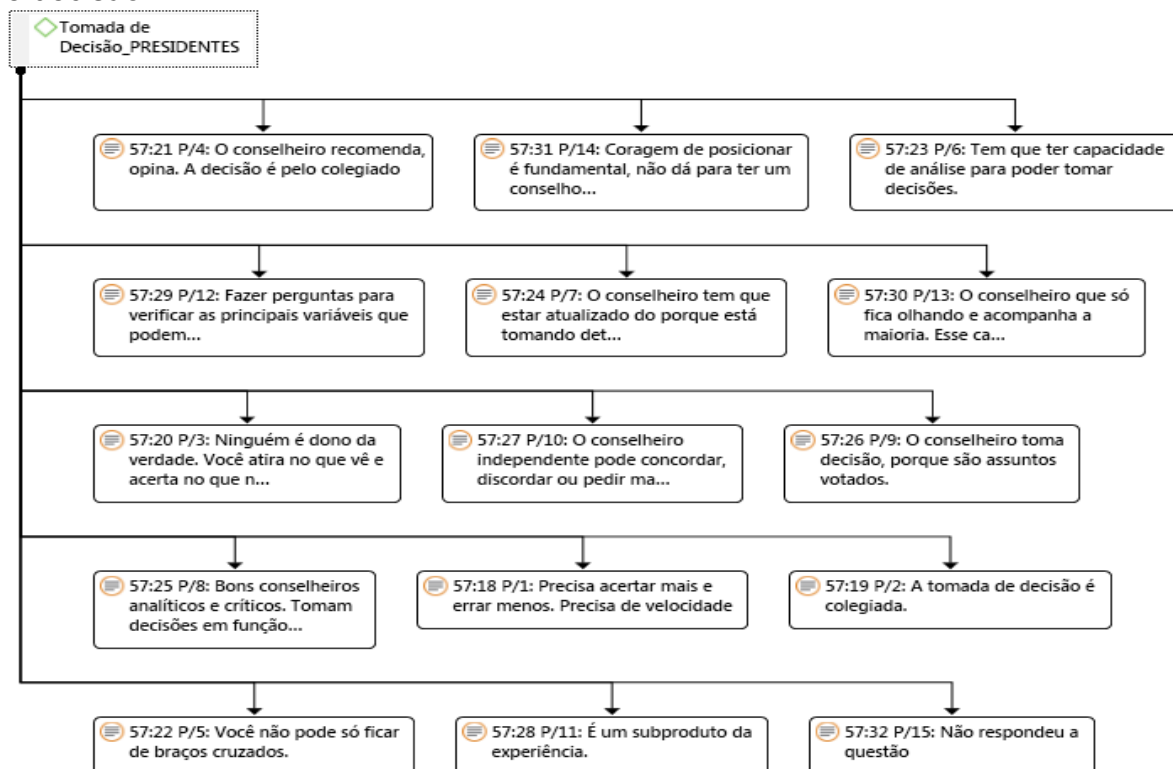 Tomada de
Decisão_PRESIDENTES
57:21 P/4: O conselheiro recomenda,
opina. A decisão é pelo colegiado
57:31 P/14: Coragem de posicionar
é fundamental, não dá para ter um
conselho...
57:23 P/6: Tem que ter capacidade
de análise para poder tomar
decisões.
57:29 P/12: Fazer perguntas para
verificar as principais variáveis que
podem...
57:24 P/7: O conselheiro tem que
estar atualizado do porque está
tomando det...
57:30 P/13: O conselheiro que só
fica olhando e acompanha a
maioria. Esse ca...
57:20 P/3: Ninguém é dono da
verdade. Você atira no que vê e
acerta no que n...
57:27 P/10: O conselheiro
independente pode concordar,
discordar ou pedir ma...
57:26 P/9: O conselheiro toma
decisão, porque são assuntos
votados.
57:25 P/8: Bons conselheiros
analíticos e críticos. Tomam
decisões em função...
57:18 P/1: Precisa acertar mais e
errar menos. Precisa de velocidade
57:19 P/2: A tomada de decisão é
colegiada.
57:22 P/5: Você não pode só ficar
de braços cruzados.
57:28 P/11: É um subproduto da
experiência.
57:32 P/15: Não respondeu a
questão